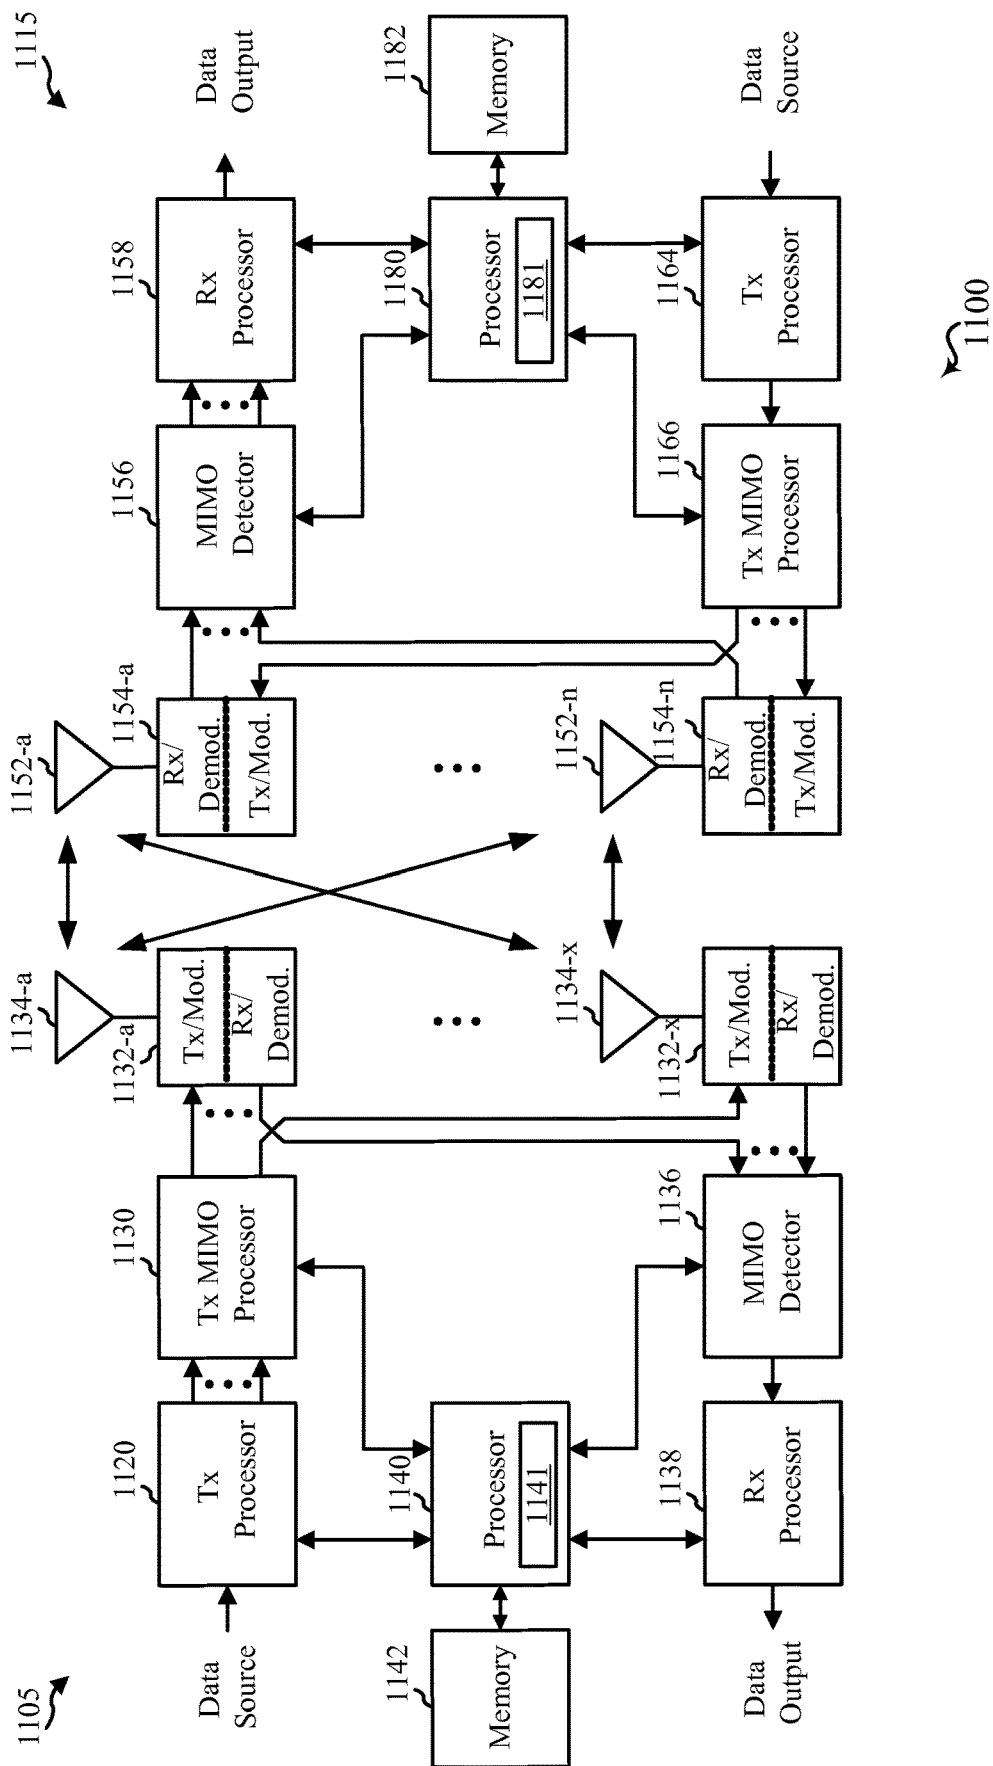 1105
1115
Data
Source
1120
Tx
Processor
1130
Tx MIMO
Processor
1132-a
Tx/Mod.
Rx/
Demod.
1134-a
1152-a
1154-a
Rx/
Demod.
Tx/Mod.
1156
MIMO
Detector
1158
Rx
Processor
Data
Output
1142
Memory
1140
Processor
1141
1180
Processor
1181
1182
Memory
Data
Output
1138
Rx
Processor
1136
MIMO
Detector
1132-x
Tx/Mod.
Rx/
Demod.
1134-x
1152-n
1154-n
Rx/
Demod.
Tx/Mod.
1166
Tx MIMO
Processor
1164
Tx
Processor
Data
Source
1100